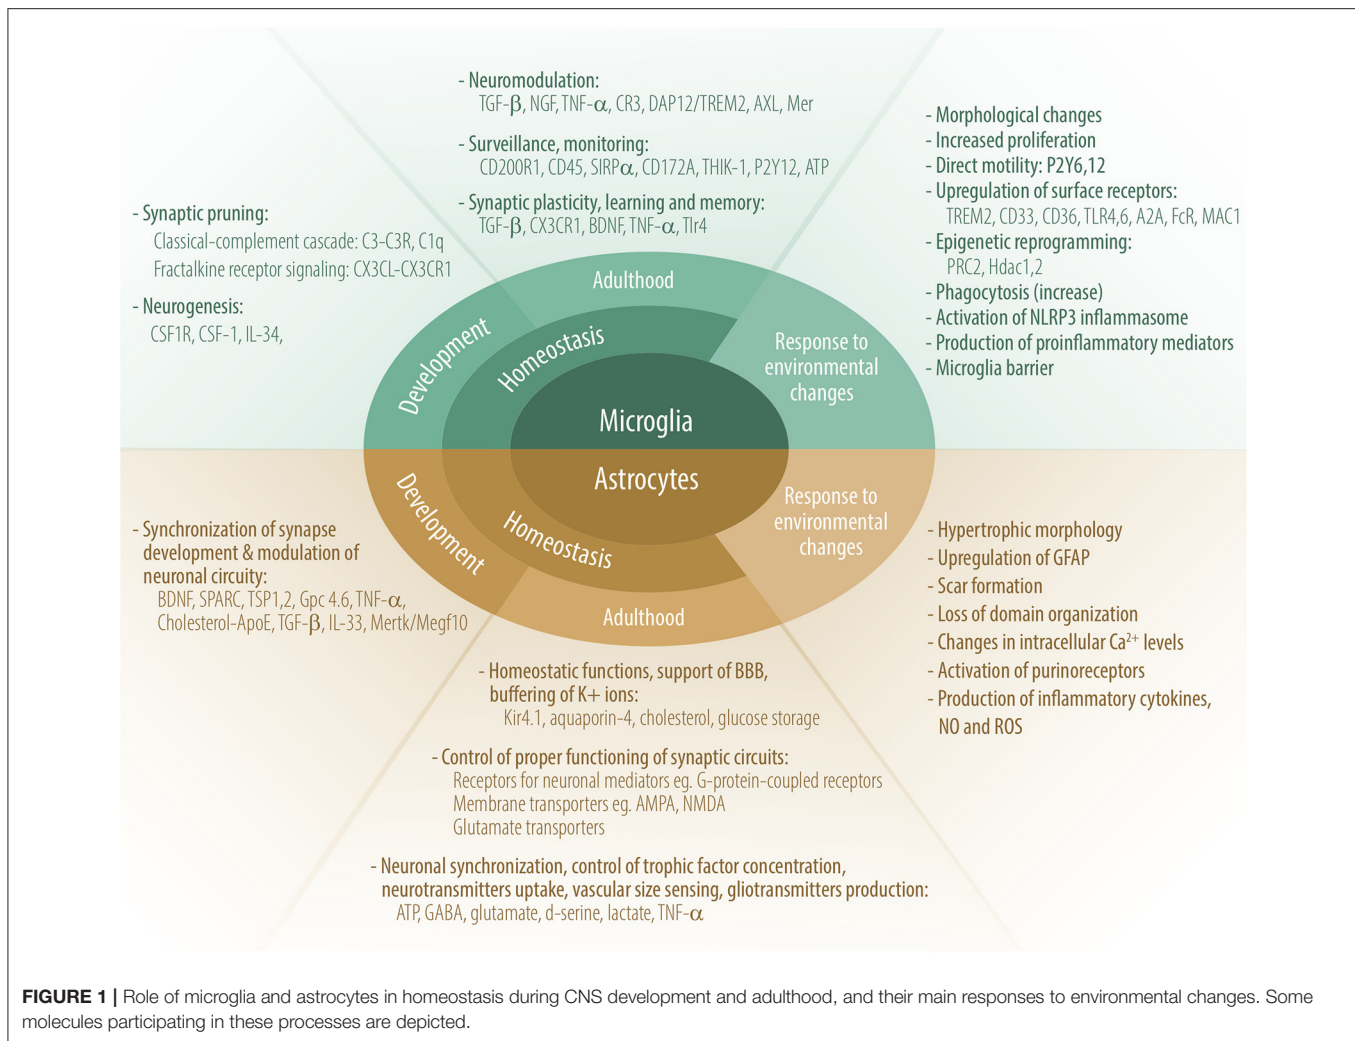 - Neuromodulation:
TGF-β, NGF, TNF-α, CR3, DAP12/TREM2, AXL, Mer
- Surveillance, monitoring:
CD200R1, CD45, SIRPα, CD172A, THIK-1, P2Y12, ATP
- Synaptic plasticity, learning and memory:
TGF-β, CX3CR1, BDNF, TNF-α, Tlr4
- Synaptic pruning:
Classical-complement cascade: C3-C3R, C1q
Fractalkine receptor signaling: CX3CL-CX3CR1
- Neurogenesis:
CSF1R, CSF-1, IL-34,
- Morphological changes
- Increased proliferation
- Direct motility: P2Y6,12
- Upregulation of surface receptors:
TREM2, CD33, CD36, TLR4,6, A2A, FcR, MAC1
- Epigenetic reprogramming:
PRC2, Hdac1,2
- Phagocytosis (increase)
- Activation of NLRP3 inflammasome
- Production of proinflammatory mediators
- Microglia barrier
Adulthood
Development
Homeostasis
Response to
environmental
changes
Microglia
Astrocytes
Development
Homeostasis
Response to
environmental
changes
Adulthood
- Synchronization of synapse
development & modulation of
neuronal circuity:
BDNF, SPARC, TSP1,2, Gpc 4.6, TNF-α,
Cholesterol-ApoE, TGF-β, IL-33, Mertk/Megf10
- Homeostatic functions, support of BBB,
buffering of K+ ions:
Kir4.1, aquaporin-4, cholesterol, glucose storage
- Control of proper functioning of synaptic circuits:
Receptors for neuronal mediators eg. G-protein-coupled receptors
Membrane transporters eg. AMPA, NMDA
Glutamate transporters
- Neuronal synchronization, control of trophic factor concentration,
neurotransmitters uptake, vascular size sensing, gliotransmitters production:
ATP, GABA, glutamate, d-serine, lactate, TNF-α
- Hypertrophic morphology
- Upregulation of GFAP
- Scar formation
- Loss of domain organization
- Changes in intracellular Ca²⁺ levels
- Activation of purinoreceptors
- Production of inflammatory cytokines,
NO and ROS
FIGURE 1 | Role of microglia and astrocytes in homeostasis during CNS development and adulthood, and their main responses to environmental changes. Some
molecules participating in these processes are depicted.